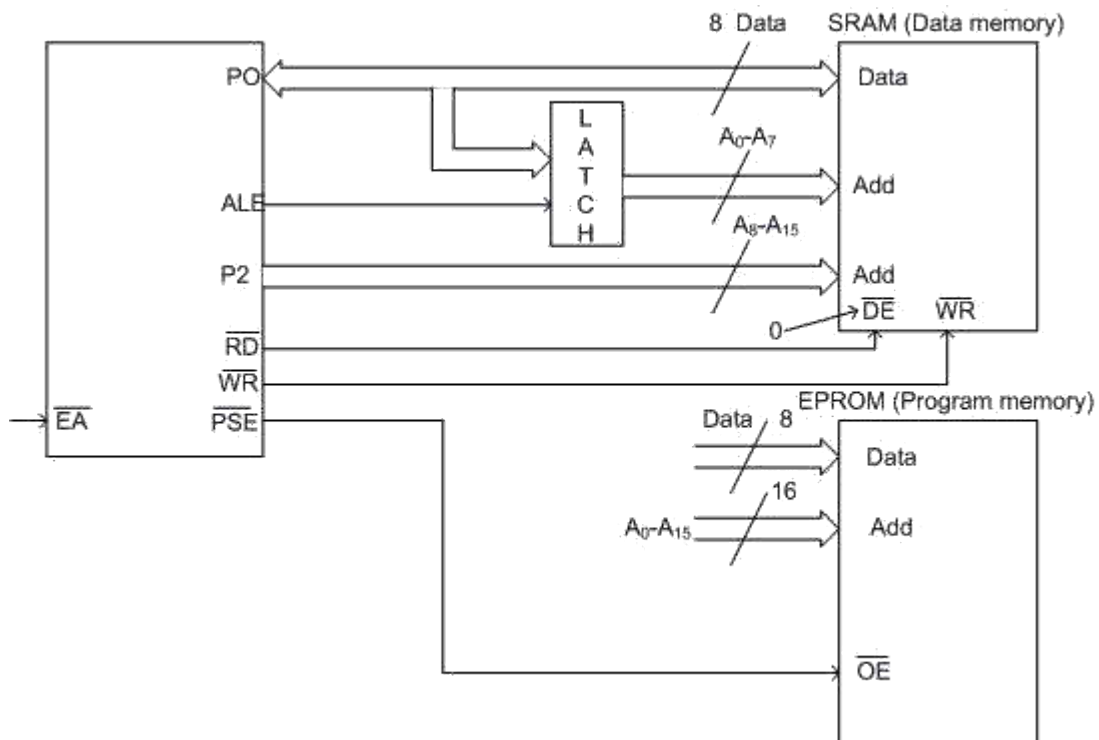 8 Data
SRAM (Data memory)
PO
Data
L
A
T
C
H
A0-A7
Add
ALE
A8-A15
P2
Add
0
DE WR
RD
WR
EA
PSE
EPROM (Program memory)
Data 8
Data
16
A0-A15
Add
OE